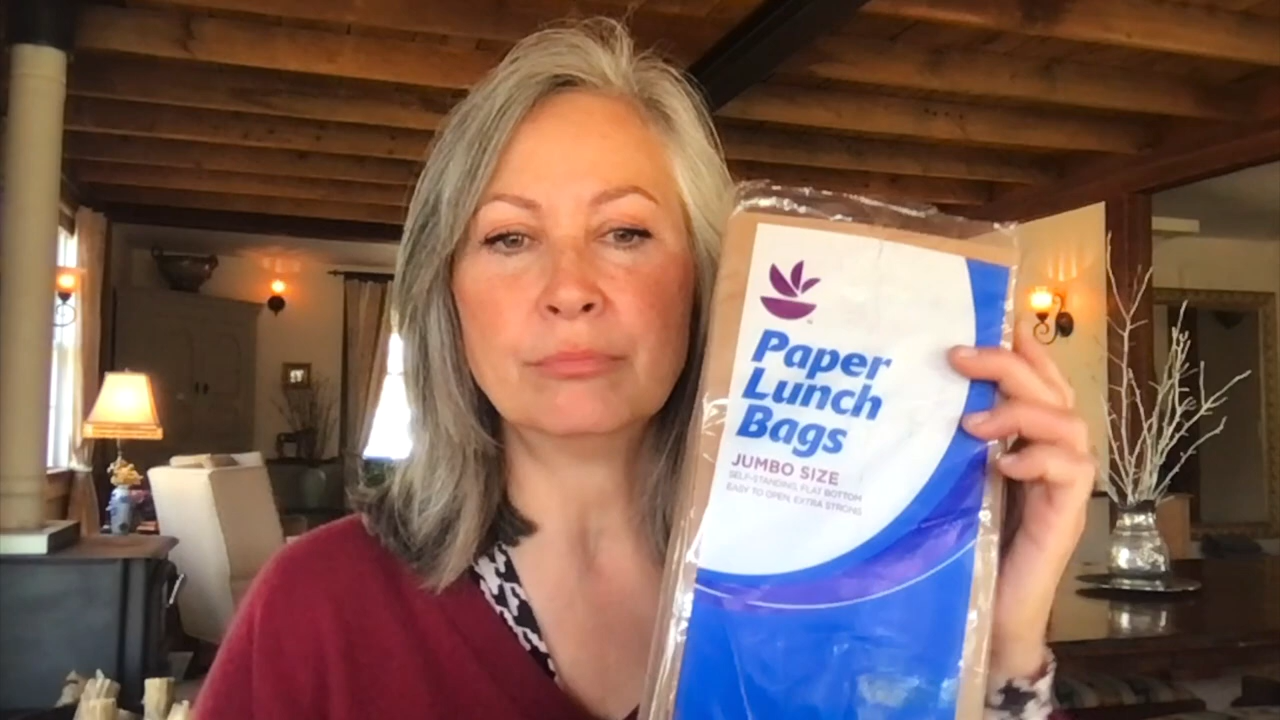 Paper
Lunch
Bags
JUMBO SIZE
SELF-STANDING, FLAT BOTTOM
EASY TO OPEN, EXTRA STRONG